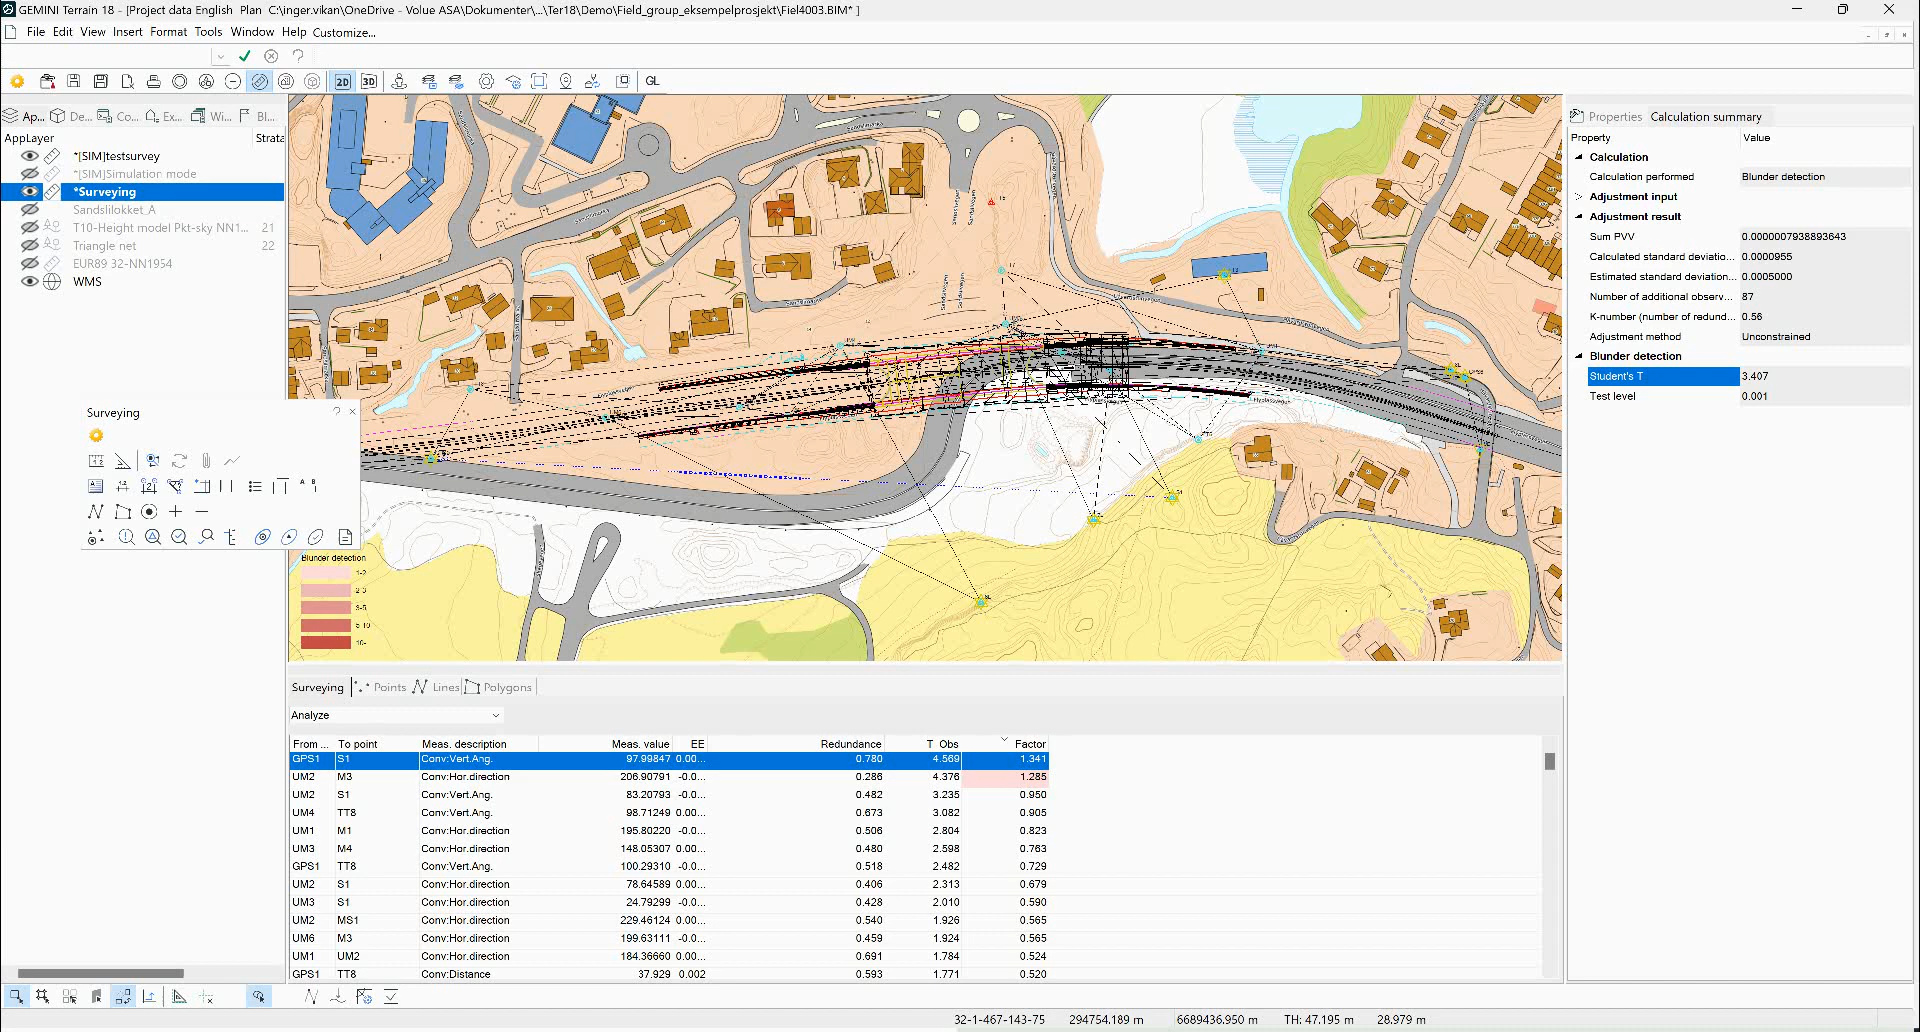 GEMINI Terrain 18 - [Project data English  Plan  C:\inger.vikan\OneDrive - Volue ASA\Dokumenter\...\Ter18\Demo\Field_group_eksempelprosjekt\Fiel4003.BIM* ]
File Edit View Insert Format Tools Window Help Customize...
2D 3D GL
Ap... De... Co... Ex... Wi... Bl...
AppLayer Strata
*[SIM]testsurvey
*[SIM]Simulation mode
*Surveying
Sandslilokket_A
T10-Height model Pkt-sky NN1... 21
Triangle net 22
EUR89 32-NN1954
WMS
Surveying
Blunder detection
1-2
2-3
3-5
5-10
10-
Properties Calculation summary
Property Value
Calculation
Calculation performed Blunder detection
Adjustment input
Adjustment result
Sum PVV 0.0000007938893643
Calculated standard deviatio... 0.0000955
Estimated standard deviation... 0.0005000
Number of additional observ... 87
K-number (number of redund... 0.56
Adjustment method Unconstrained
Blunder detection
Student's T 3.407
Test level 0.001
Surveying Points Lines Polygons
Analyze
From ... To point Meas. description Meas. value EE Redundance T Obs Factor
GPS1 S1 Conv:Vert.Ang. 97.99847 0.00... 0.780 4.569 1.341
UM2 M3 Conv:Hor.direction 206.90791 -0.0... 0.286 4.376 1.285
UM2 S1 Conv:Vert.Ang. 83.20793 -0.0... 0.482 3.235 0.950
UM4 TT8 Conv:Vert.Ang. 98.71249 0.00... 0.673 3.082 0.905
UM1 M1 Conv:Hor.direction 195.80220 -0.0... 0.506 2.804 0.823
UM3 M4 Conv:Hor.direction 148.05307 0.00... 0.480 2.598 0.763
GPS1 TT8 Conv:Vert.Ang. 100.29310 -0.0... 0.518 2.482 0.729
UM2 S1 Conv:Hor.direction 78.64589 0.00... 0.406 2.313 0.679
UM3 S1 Conv:Hor.direction 24.79299 -0.0... 0.428 2.010 0.590
UM2 MS1 Conv:Hor.direction 229.46124 0.00... 0.540 1.926 0.565
UM6 M3 Conv:Hor.direction 199.63111 -0.0... 0.459 1.924 0.565
UM1 UM2 Conv:Hor.direction 184.36660 0.00... 0.691 1.784 0.524
GPS1 TT8 Conv:Distance 37.929 0.002 0.593 1.771 0.520
32-1-467-143-75 294754.189 m 6689436.950 m TH: 47.195 m 28.979 m